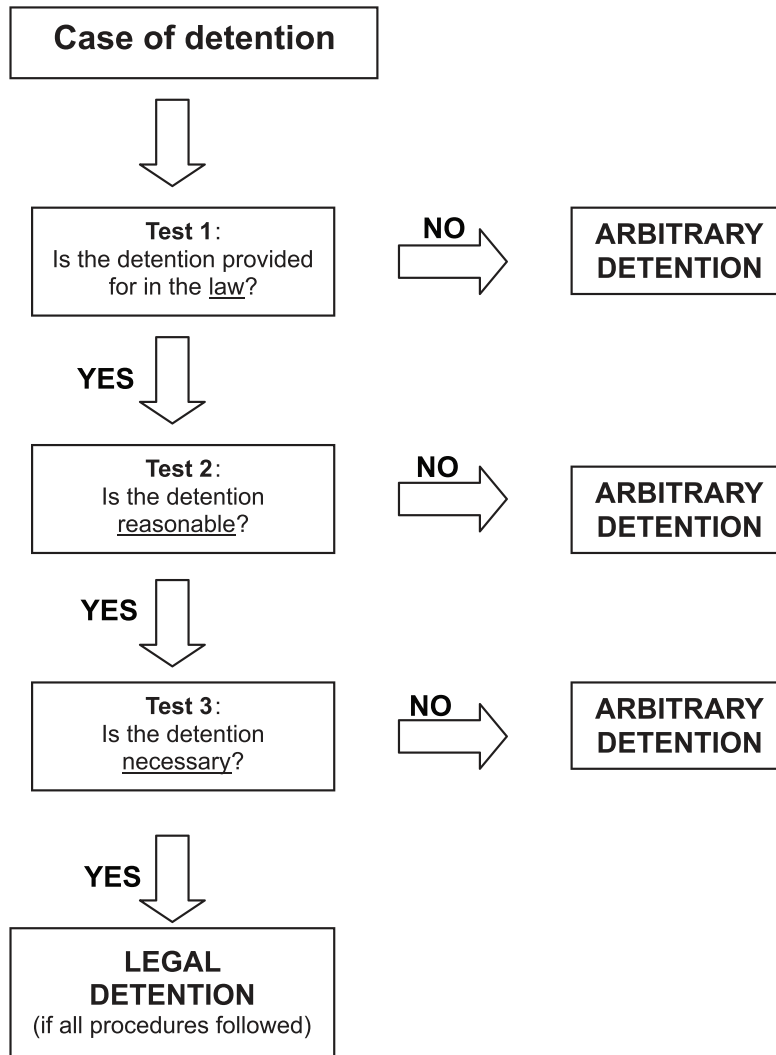 Case of detention
Test 1:
Is the detention provided
for in the law?
NO
ARBITRARY
DETENTION
YES
Test 2:
Is the detention
reasonable?
NO
ARBITRARY
DETENTION
YES
Test 3:
Is the detention
necessary?
NO
ARBITRARY
DETENTION
YES
LEGAL
DETENTION
(if all procedures followed)